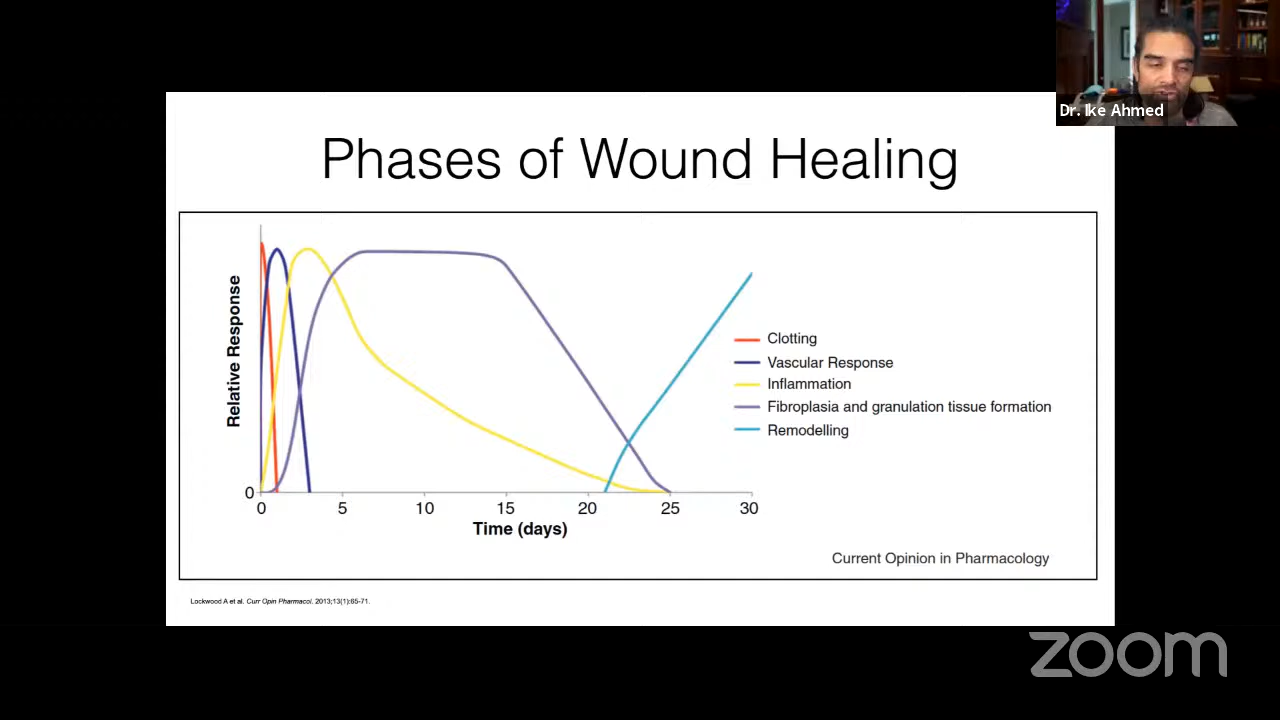 Dr. Ike Ahmed
Phases of Wound Healing
Relative Response
Clotting
Vascular Response
Inflammation
Fibroplasia and granulation tissue formation
Remodelling
0
0 5 10 15 20 25 30
Time (days)
Current Opinion in Pharmacology
Lockwood A et al. Curr Opin Pharmacol. 2013;13(1):65-71.
zoom